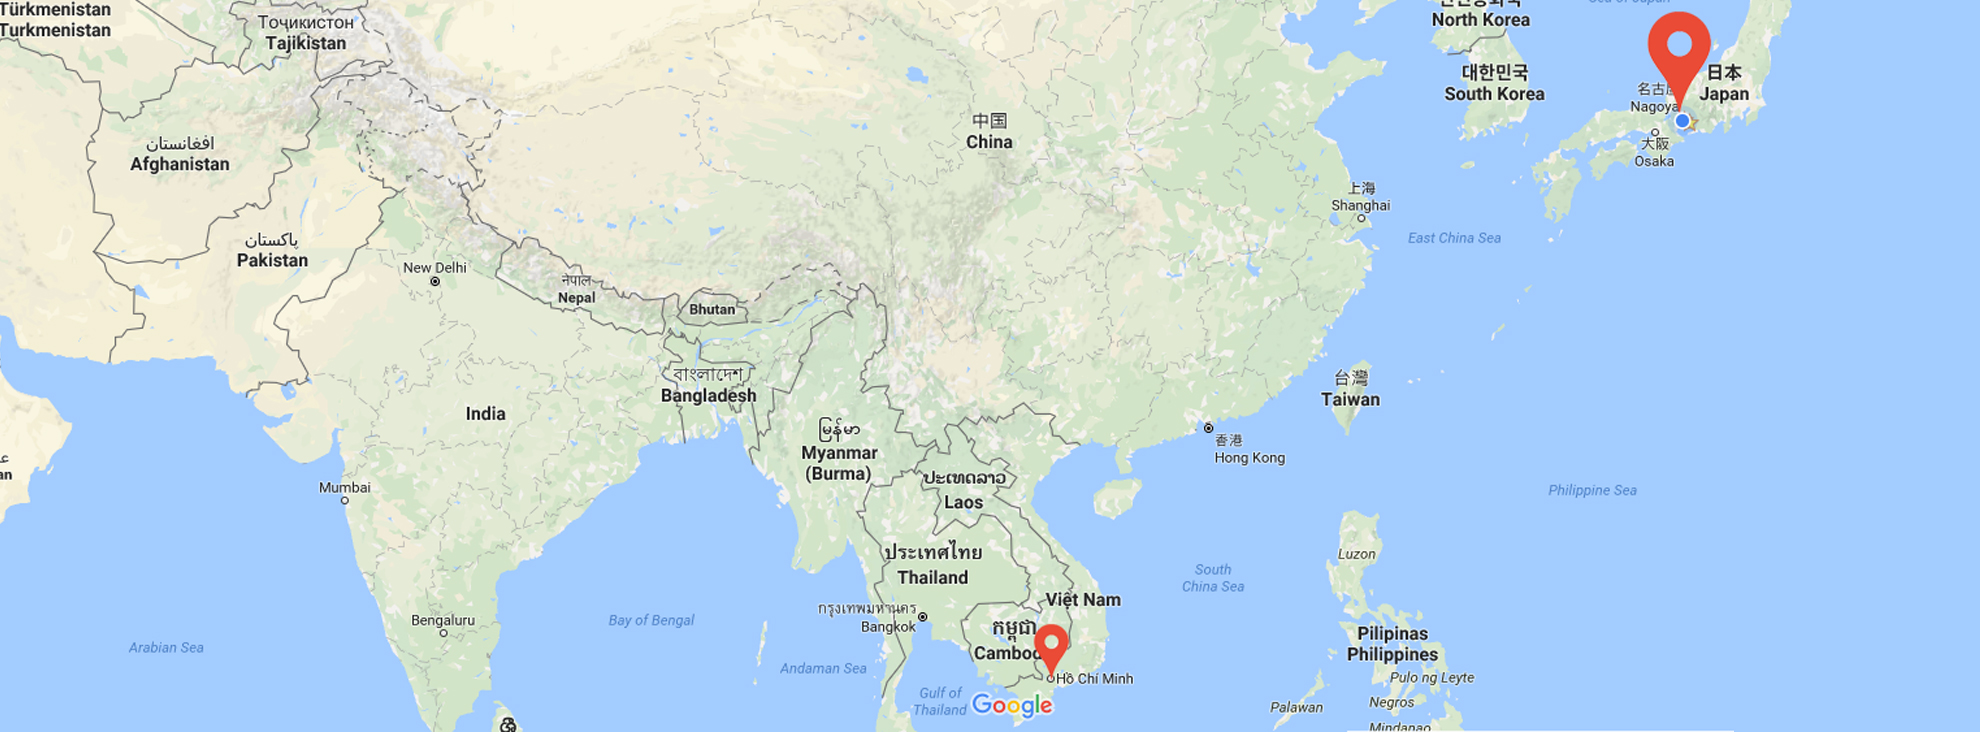 Türkmenistan
Turkmenistan
Тоҷикистон
Tajikistan
North Korea
Sea of Japan
대한민국
South Korea
日本
Japan
Nagoya
大阪
Osaka
افغانستان
Afghanistan
中国
China
上海
Shanghai
پاکستان
Pakistan
East China Sea
New Delhi
नेपाल
Nepal
Bhutan
বাংলাদেশ
Bangladesh
India
台灣
Taiwan
香港
Hong Kong
မြန်မာ
Myanmar
(Burma)
ປະເທດລາວ
Laos
Mumbai
Philippine Sea
ประเทศไทย
Thailand
Luzon
South
China Sea
Việt Nam
กรุงเทพมหานคร
Bangkok
Bengaluru
Bay of Bengal
កម្ពុជា
Cambod
Pilipinas
Philippines
Arabian Sea
Andaman Sea
Hồ Chí Minh
Pulo ng Leyte
Gulf of
Thailand
Google
Palawan
Negros
Mindanao